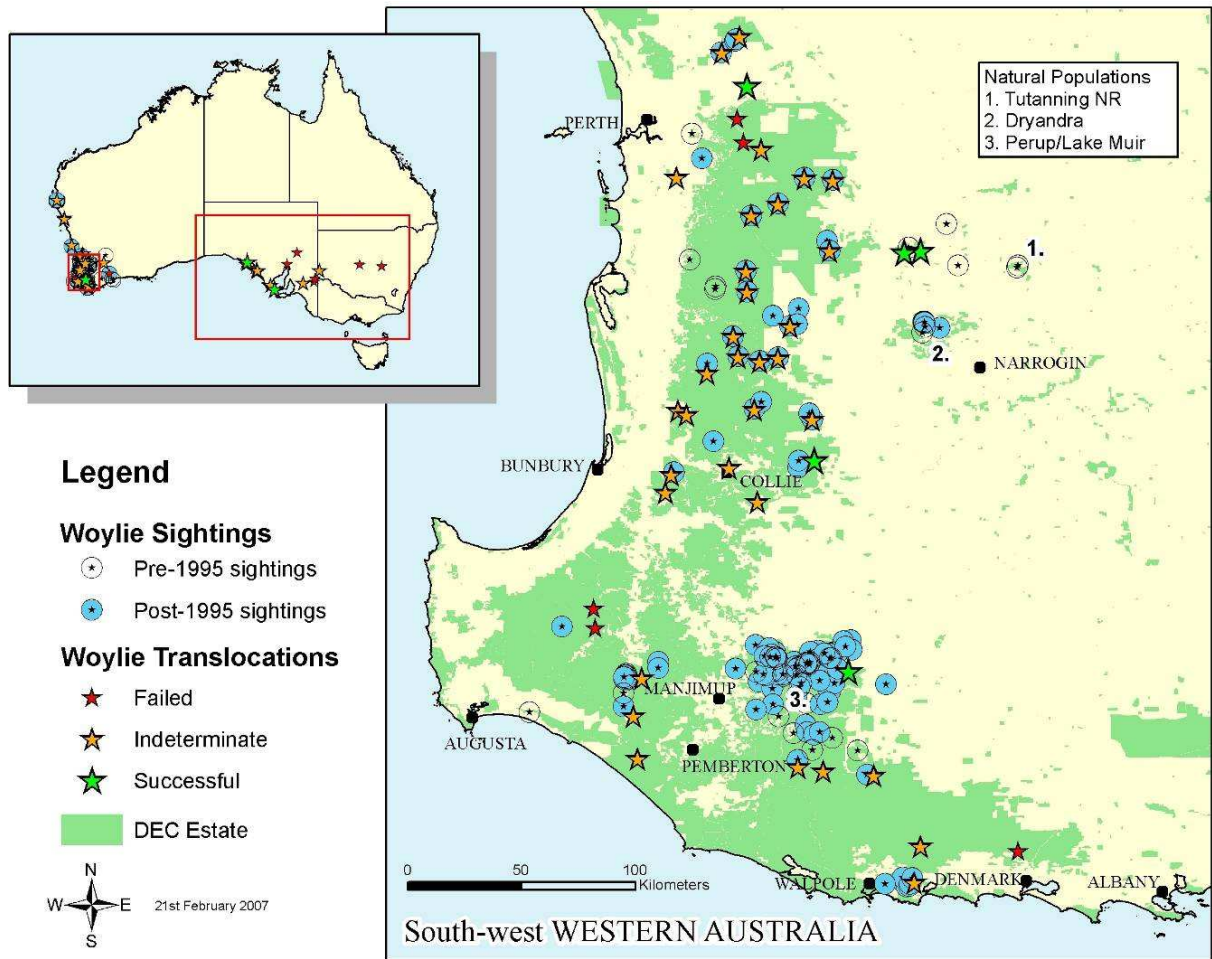 Natural Populations
1. Tutanning NR
2. Dryandra
3. Perup/Lake Muir
PERTH
1.
2.
NARROGIN
BUNBURY
COLLIE
3.
MANJIMUP
AUGUSTA
PEMBERTON
WALPOLE
DENMARK
ALBANY
0 50 100
Kilometers
South-west WESTERN AUSTRALIA
Legend
Woylie Sightings
Pre-1995 sightings
Post-1995 sightings
Woylie Translocations
Failed
Indeterminate
Successful
DEC Estate
N
W E
S
21st February 2007